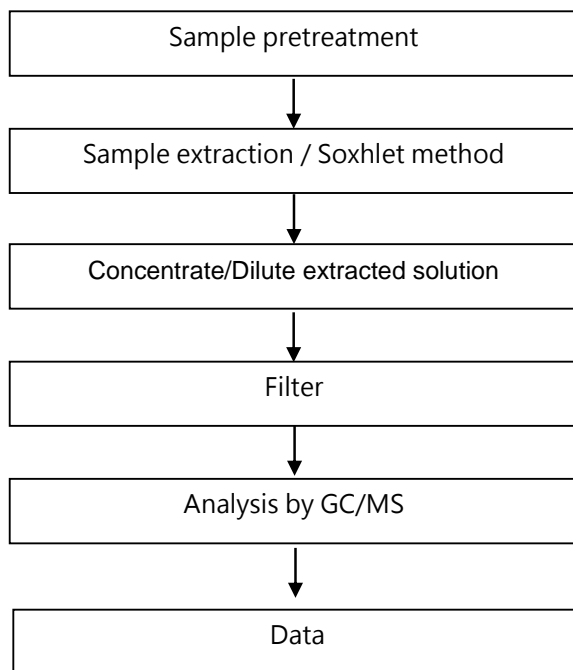 Sample pretreatment
Sample extraction / Soxhlet method
Concentrate/Dilute extracted solution
Filter
Analysis by GC/MS
Data